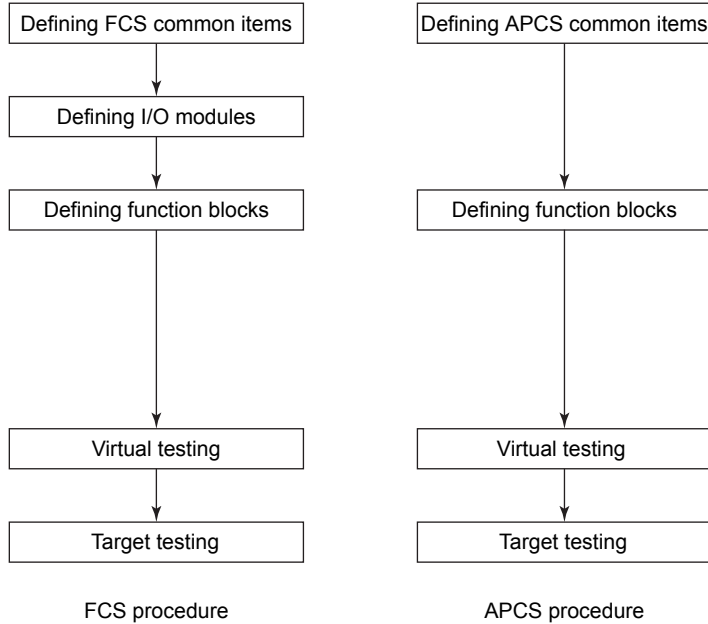 Defining FCS common items
Defining I/O modules
Defining function blocks
Virtual testing
Target testing
FCS procedure
Defining APCS common items
Defining function blocks
Virtual testing
Target testing
APCS procedure